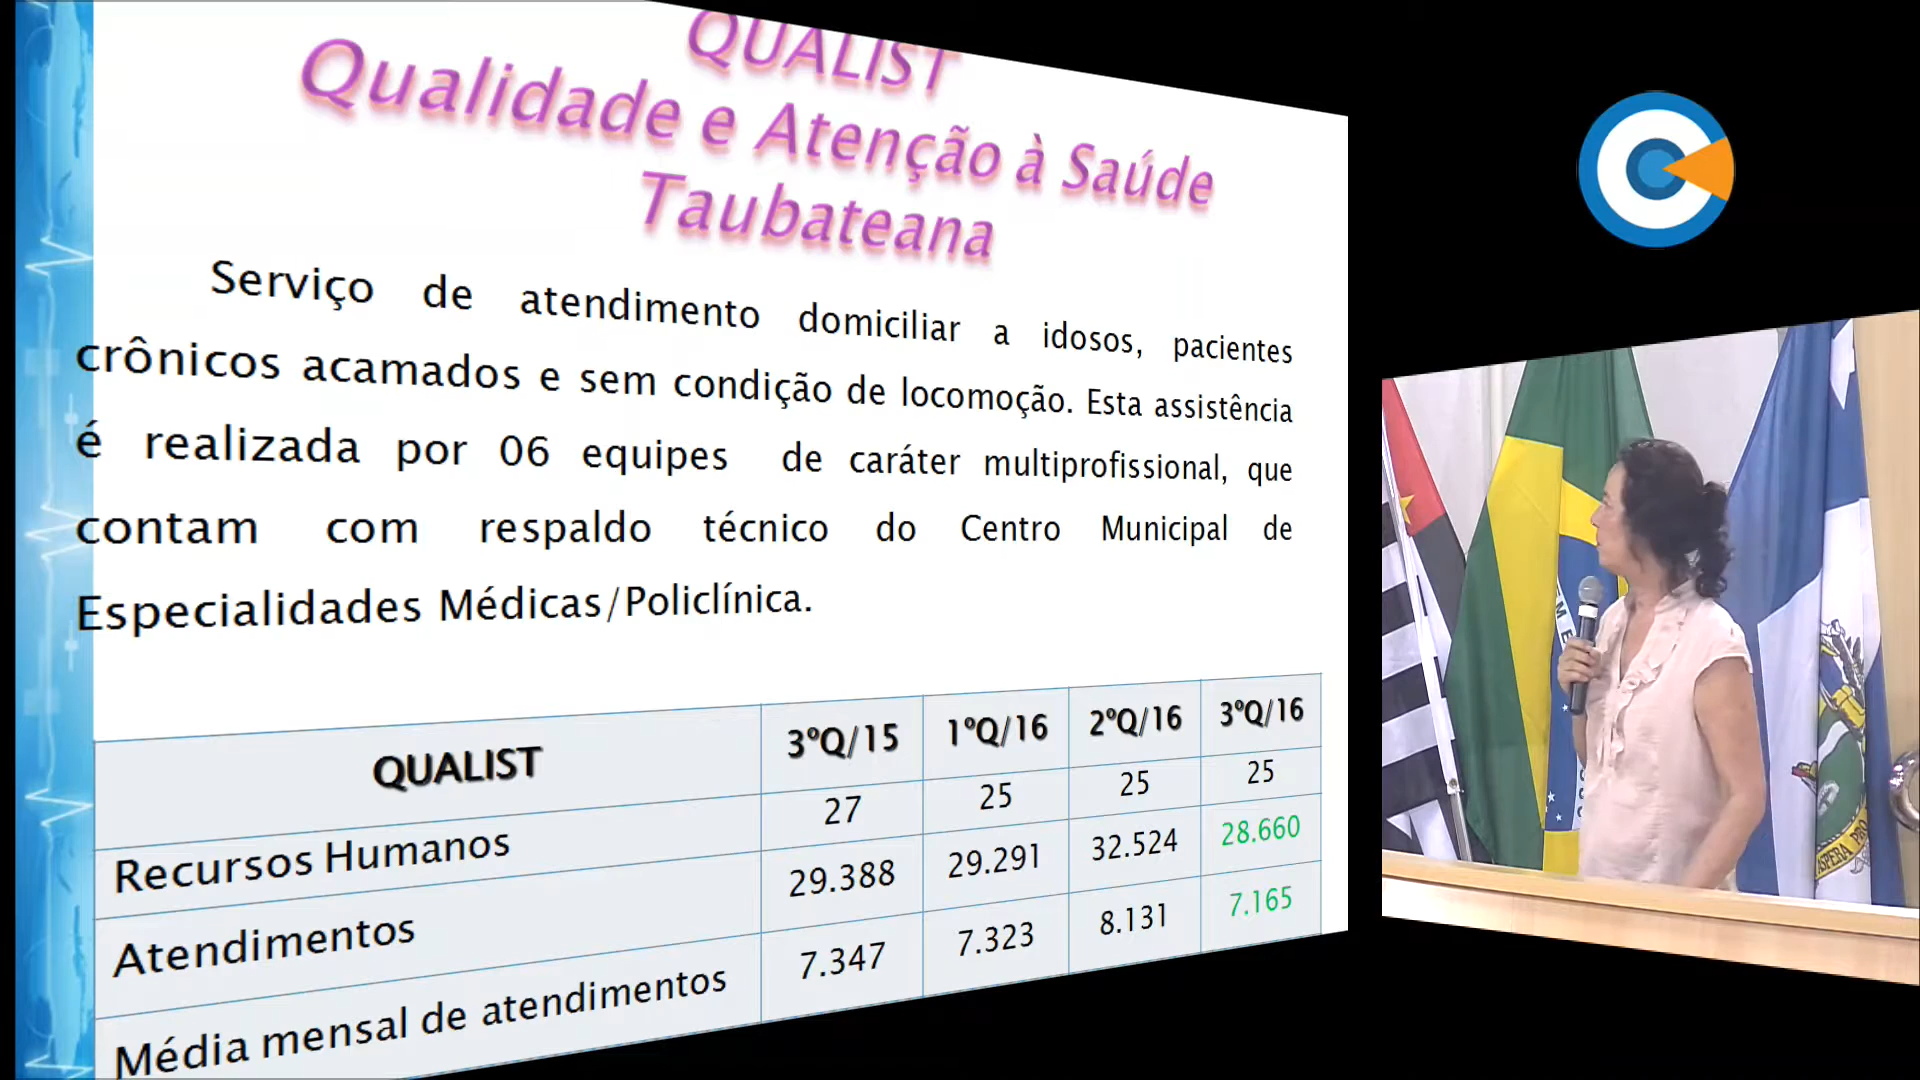 QUALIST
Qualidade e Atenção à Saúde
Taubateana
Serviço de atendimento domiciliar a idosos, pacientes
crônicos acamados e sem condição de locomoção. Esta assistência
é realizada por 06 equipes de caráter multiprofissional, que
contam com respaldo técnico do Centro Municipal de
Especialidades Médicas/Policlínica.
QUALIST 3ºQ/15 1ºQ/16 2ºQ/16 3ºQ/16
Recursos Humanos 27 25 25 25
Atendimentos 29.388 29.291 32.524 28.660
Média mensal de atendimentos 7.347 7.323 8.131 7.165